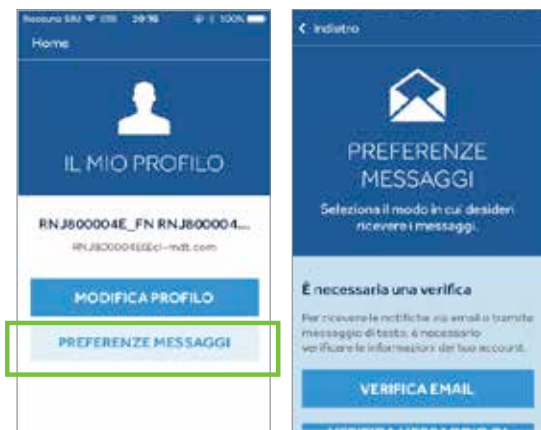 Nessuna SIM 20:16 100%
Home
IL MIO PROFILO
RNJ800004E_FN RNJ800004...
MODIFICA PROFILO
PREFERENZE MESSAGGI
Indietro
PREFERENZE
MESSAGGI
Seleziona il modo in cui desideri
ricevere i messaggi.
È necessaria una verifica
Per ricevere le notifiche via email o tramite
messaggio di testo, è necessario
verificare le informazioni del tuo account.
VERIFICA EMAIL